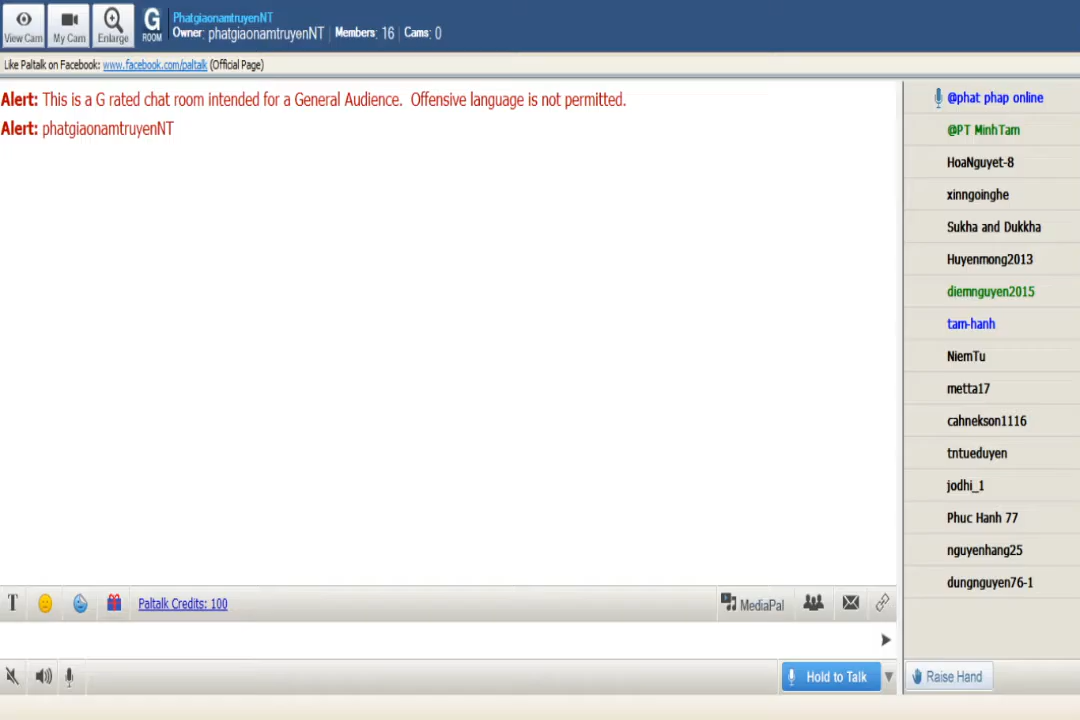 View Cam
My Cam
Enlarge
G
ROOM
PhatgiaonamtruyenNT
Owner: phatgiaonamtruyenNT Members: 16 Cams: 0
Like Paltalk on Facebook: www.facebook.com/paltalk (Official Page)
Alert: This is a G rated chat room intended for a General Audience. Offensive language is not permitted.
Alert: phatgiaonamtruyenNT
@phat phap online
@PT MinhTam
HoaNguyet-8
xinngoinghe
Sukha and Dukkha
Huyenmong2013
diemnguyen2015
tam-hanh
NiemTu
metta17
cahnekson1116
tntueduyen
jodhi_1
Phuc Hanh 77
nguyenhang25
dungnguyen76-1
T
Paltalk Credits: 100
MediaPal
Hold to Talk
Raise Hand